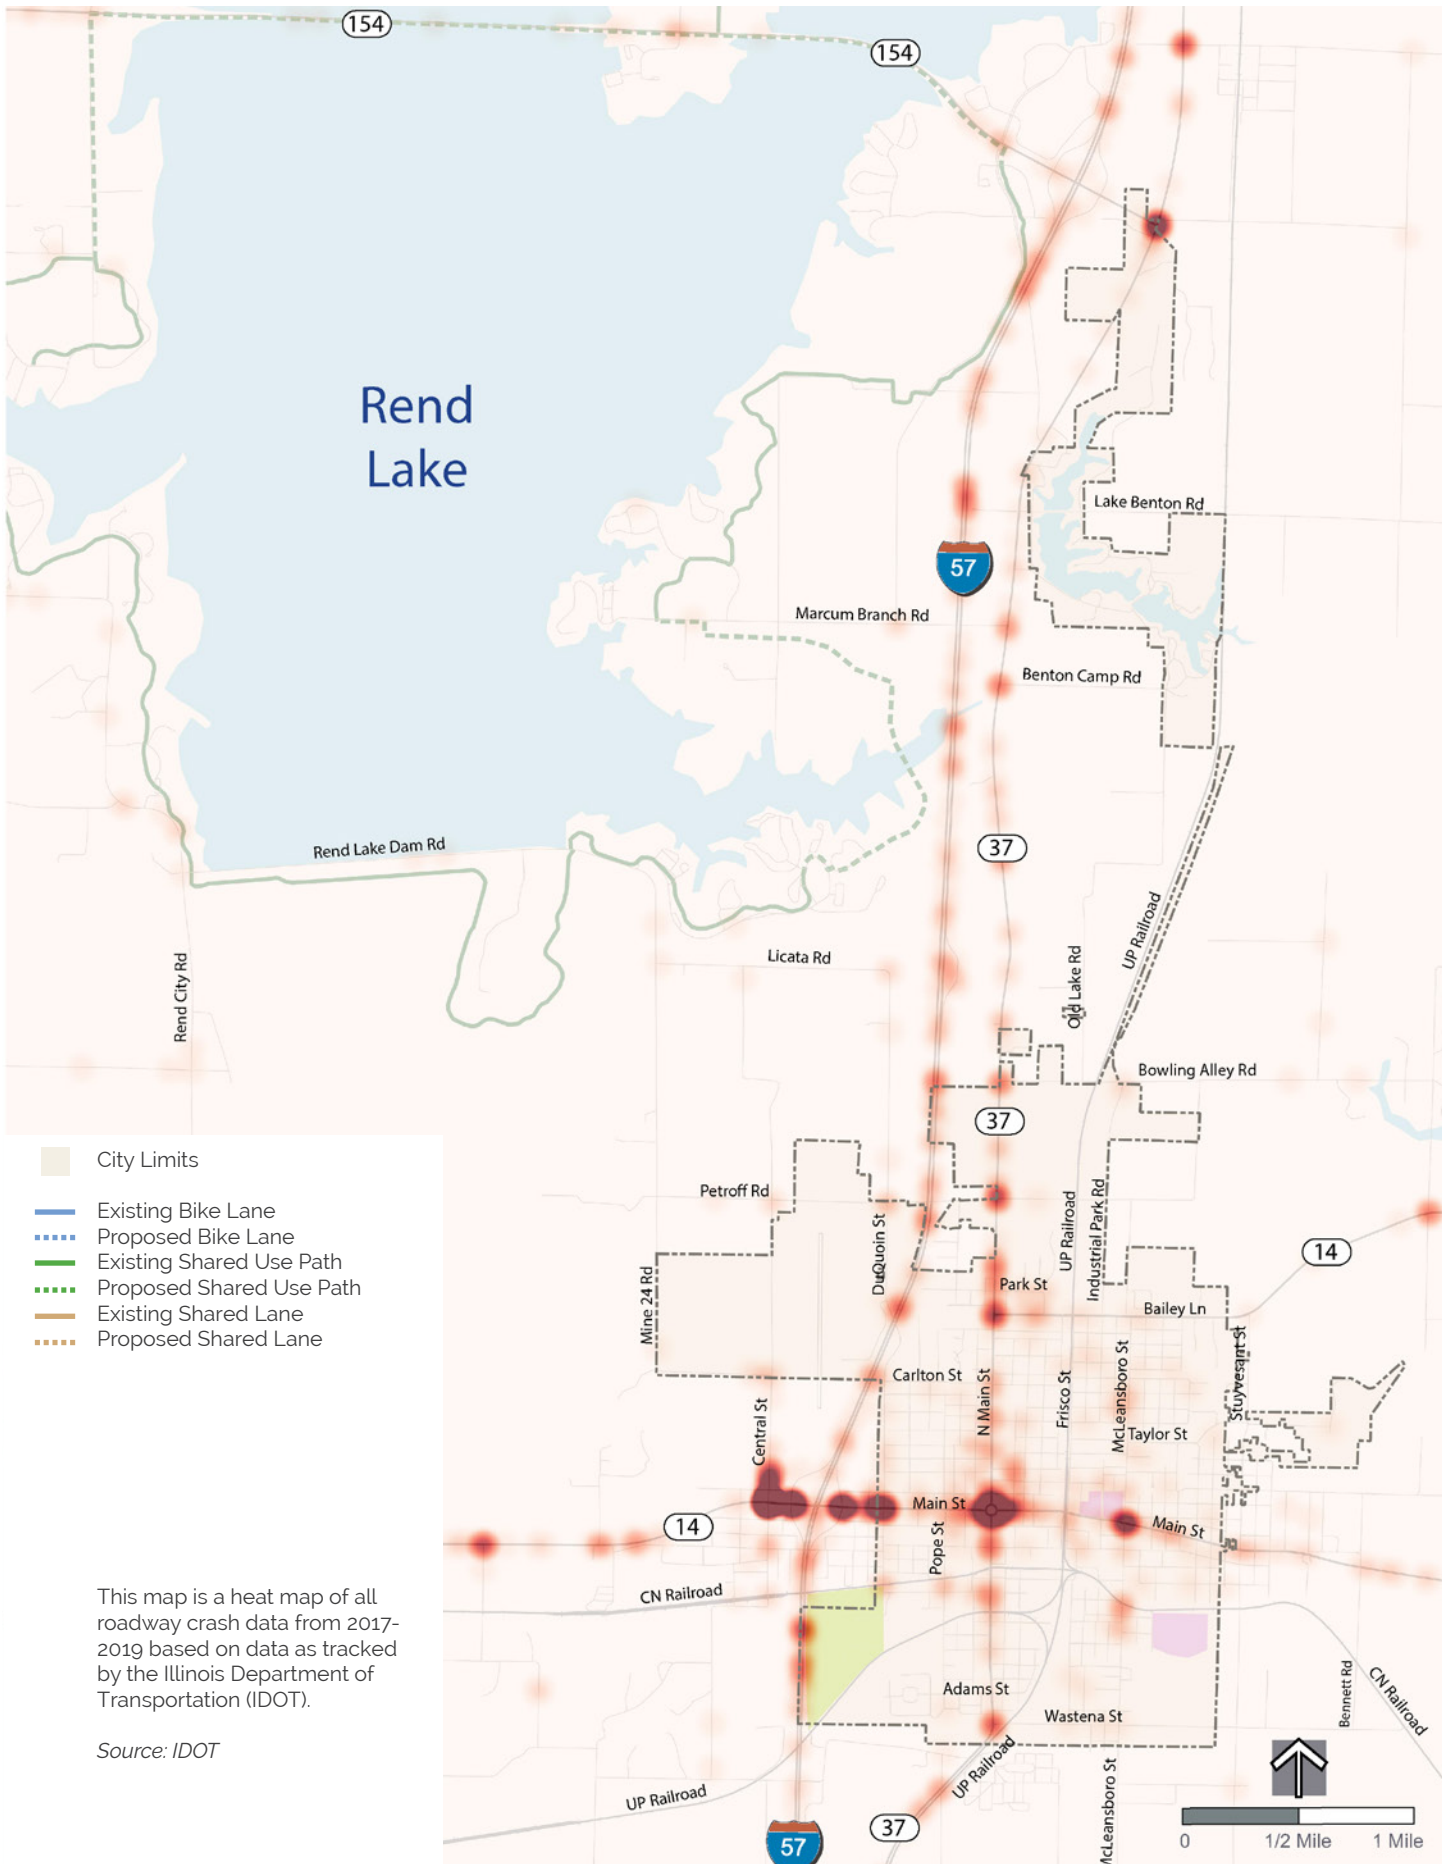 154
154
Rend
Lake
Lake Benton Rd
57
Marcum Branch Rd
Benton Camp Rd
37
Rend Lake Dam Rd
UP Railroad
Licata Rd
Old Lake Rd
Rend City Rd
Bowling Alley Rd
37
City Limits
Existing Bike Lane
Proposed Bike Lane
Existing Shared Use Path
Proposed Shared Use Path
Existing Shared Lane
Proposed Shared Lane
Petroff Rd
DuQuoin St
UP Railroad
Industrial Park Rd
14
Mine 24 Rd
Park St
Bailey Ln
Carlton St
N Main St
Frisco St
McLeansboro St
Stuyvesant St
Central St
Taylor St
Main St
14
Pope St
Main St
CN Railroad
This map is a heat map of all
roadway crash data from 2017-
2019 based on data as tracked
by the Illinois Department of
Transportation (IDOT).
Source: IDOT
Adams St
Wastena St
Bennett Rd
CN Railroad
UP Railroad
UP Railroad
McLeansboro St
37
57
0 1/2 Mile 1 Mile